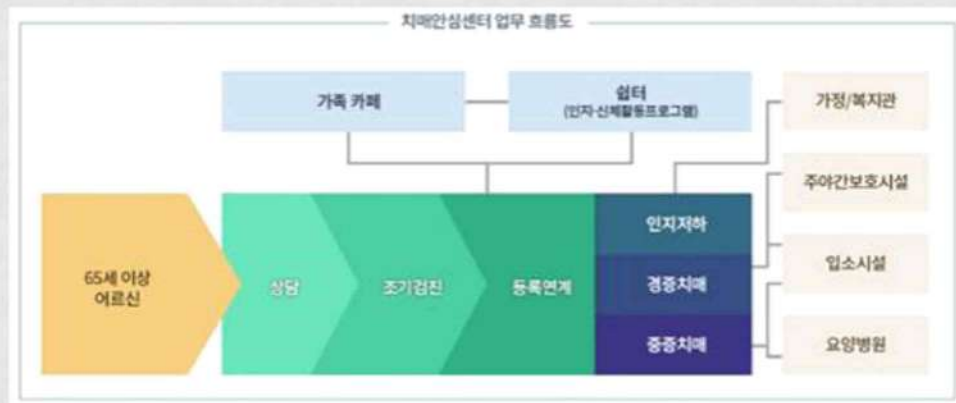 치매안심센터 업무 흐름도
가족 카페
쉼터
(인지·신체활동프로그램)
가정/복지관
주야간보호시설
입소시설
요양병원
65세 이상
어르신
상담
조기검진
등록연계
인지저하
경증치매
중증치매